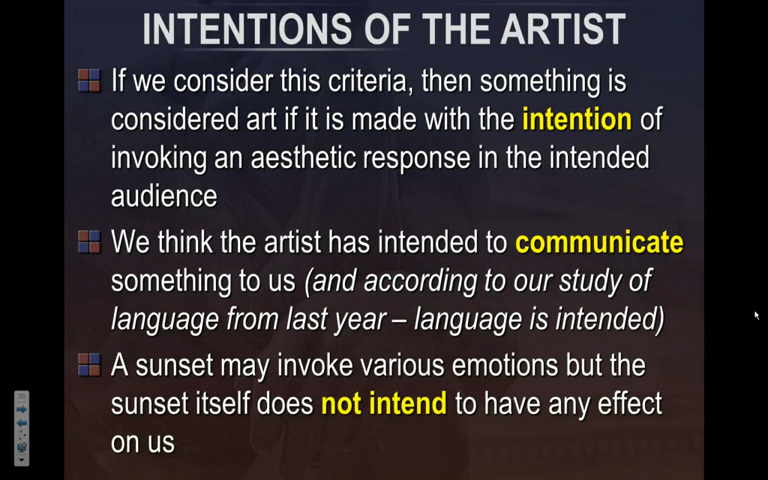 INTENTIONS OF THE ARTIST
If we consider this criteria, then something is
considered art if it is made with the intention of
invoking an aesthetic response in the intended
audience
We think the artist has intended to communicate
something to us (and according to our study of
language from last year – language is intended)
A sunset may invoke various emotions but the
sunset itself does not intend to have any effect
on us